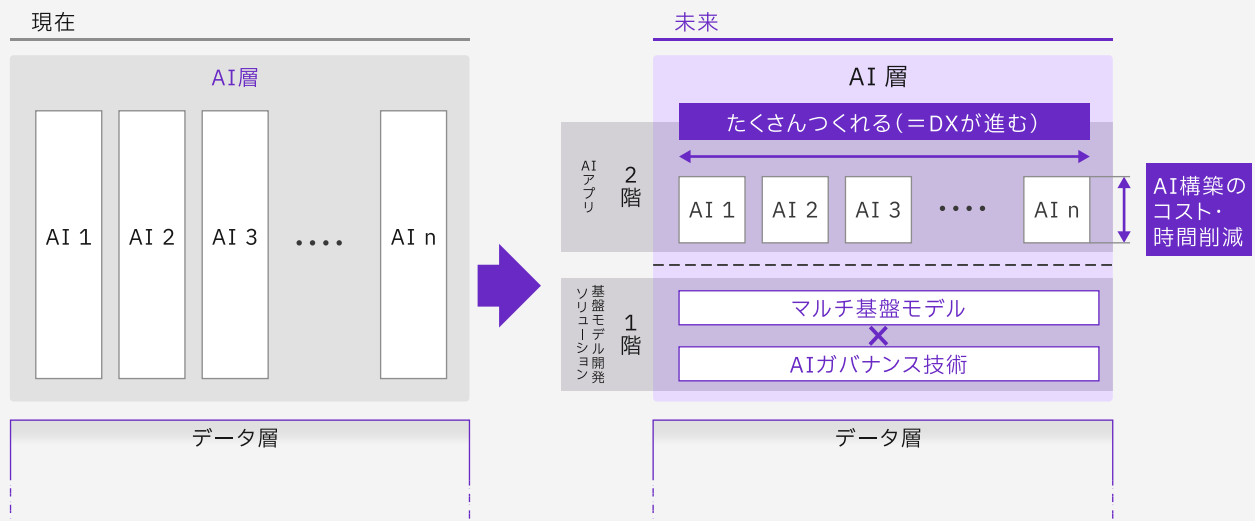 現在
AI層
AI 1
AI 2
AI 3
••••
AI n
データ層
未来
AI 層
たくさんつくれる(=DXが進む)
AIアプリ
2階
AI 1
AI 2
AI 3
••••
AI n
AI構築の
コスト・
時間削減
基盤モデル開発
ソリューション
1階
マルチ基盤モデル
×
AIガバナンス技術
データ層